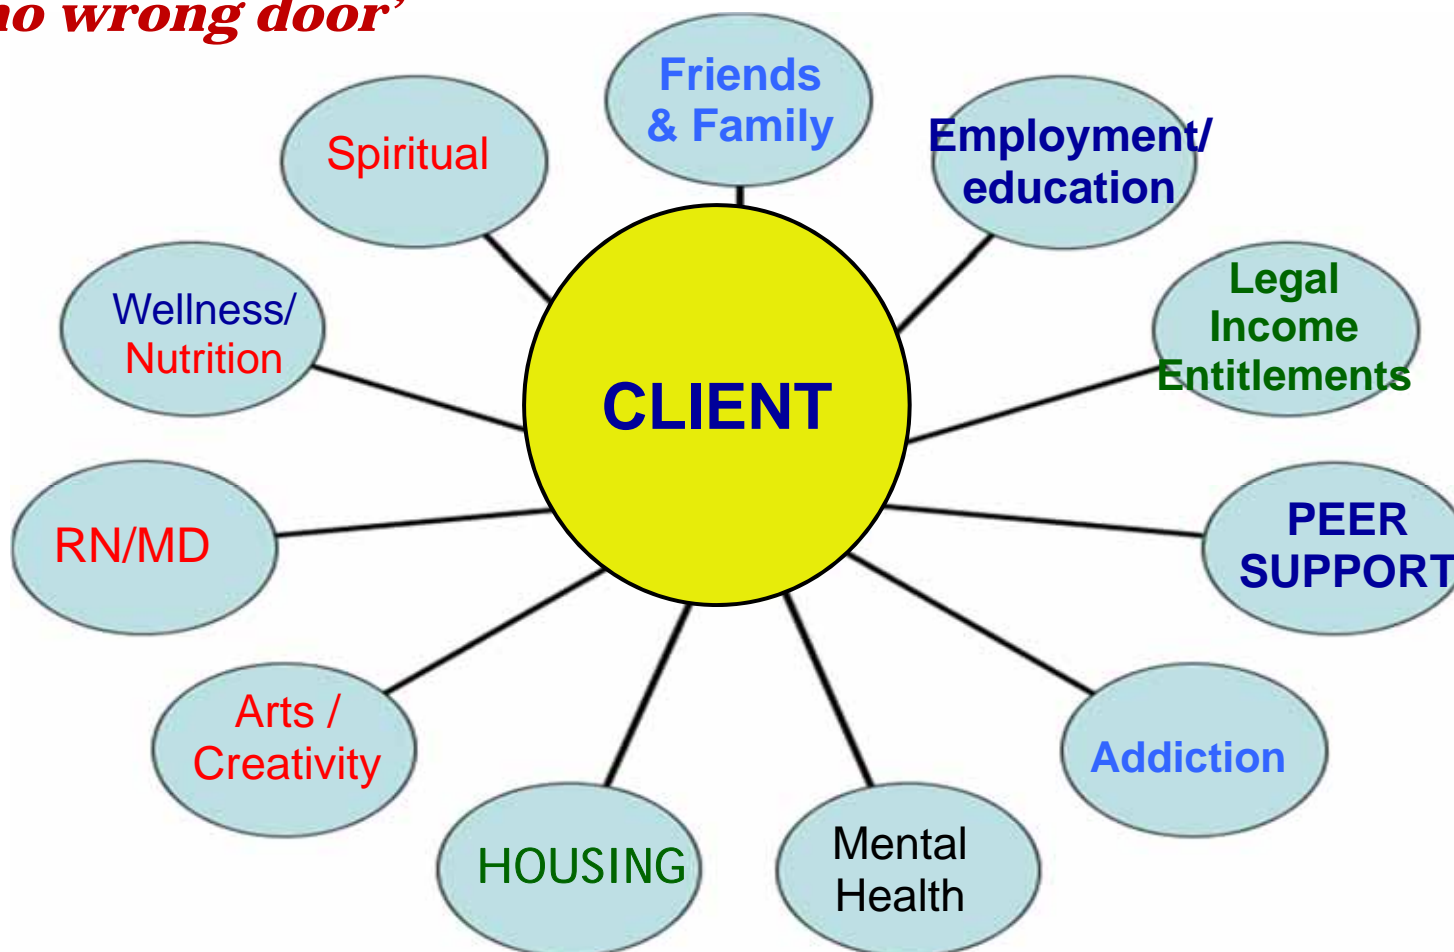 no wrong door’
Friends
& Family
Employment/
education
Spiritual
Legal
Income
Entitlements
Wellness/
Nutrition
CLIENT
PEER
SUPPORT
RN/MD
Arts /
Creativity
Addiction
HOUSING
Mental
Health